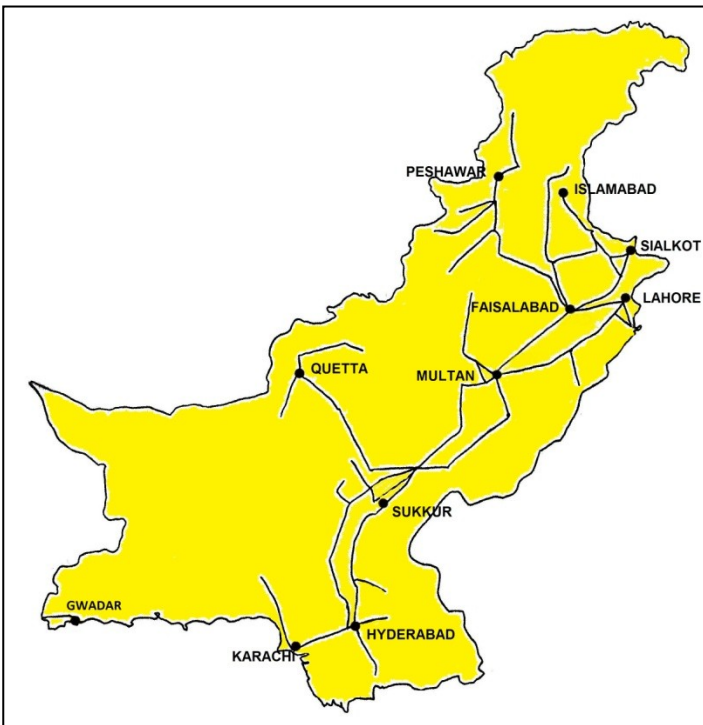 PESHAWAR
ISLAMABAD
SIALKOT
LAHORE
FAISALABAD
QUETTA
MULTAN
SUKKUR
GWADAR
HYDERABAD
KARACHI